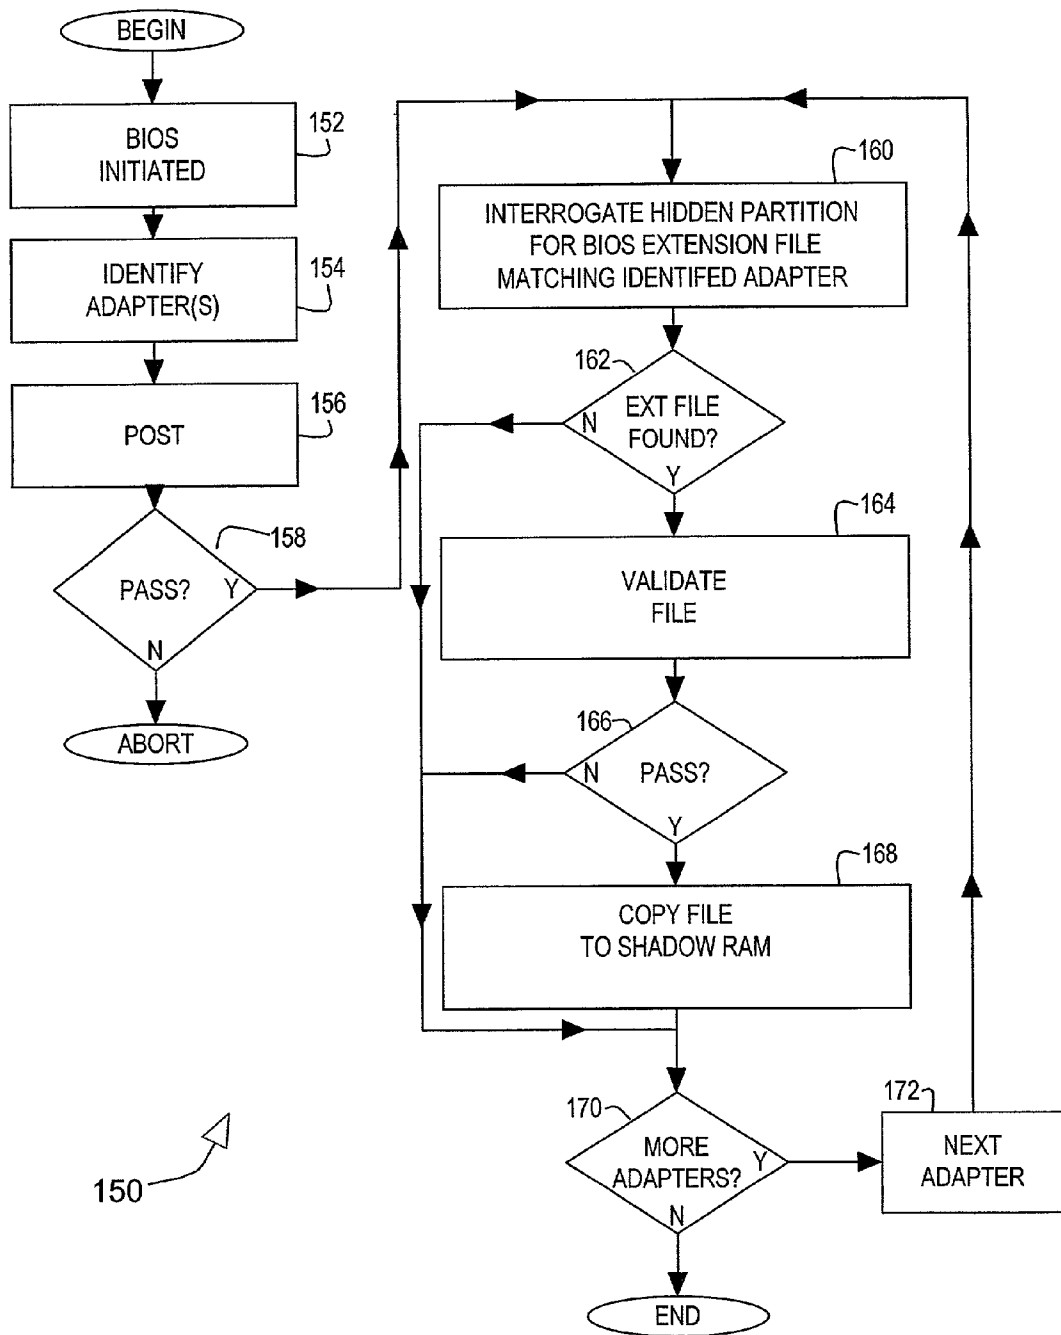 BEGIN
BIOS
INITIATED
152
IDENTIFY
ADAPTER(S)
154
POST
156
PASS?
Y
N
158
ABORT
160
INTERROGATE HIDDEN PARTITION
FOR BIOS EXTENSION FILE
MATCHING IDENTIFED ADAPTER
162
EXT FILE
FOUND?
N
Y
164
VALIDATE
FILE
166
PASS?
N
Y
168
COPY FILE
TO SHADOW RAM
170
MORE
ADAPTERS?
Y
N
172
NEXT
ADAPTER
END
150